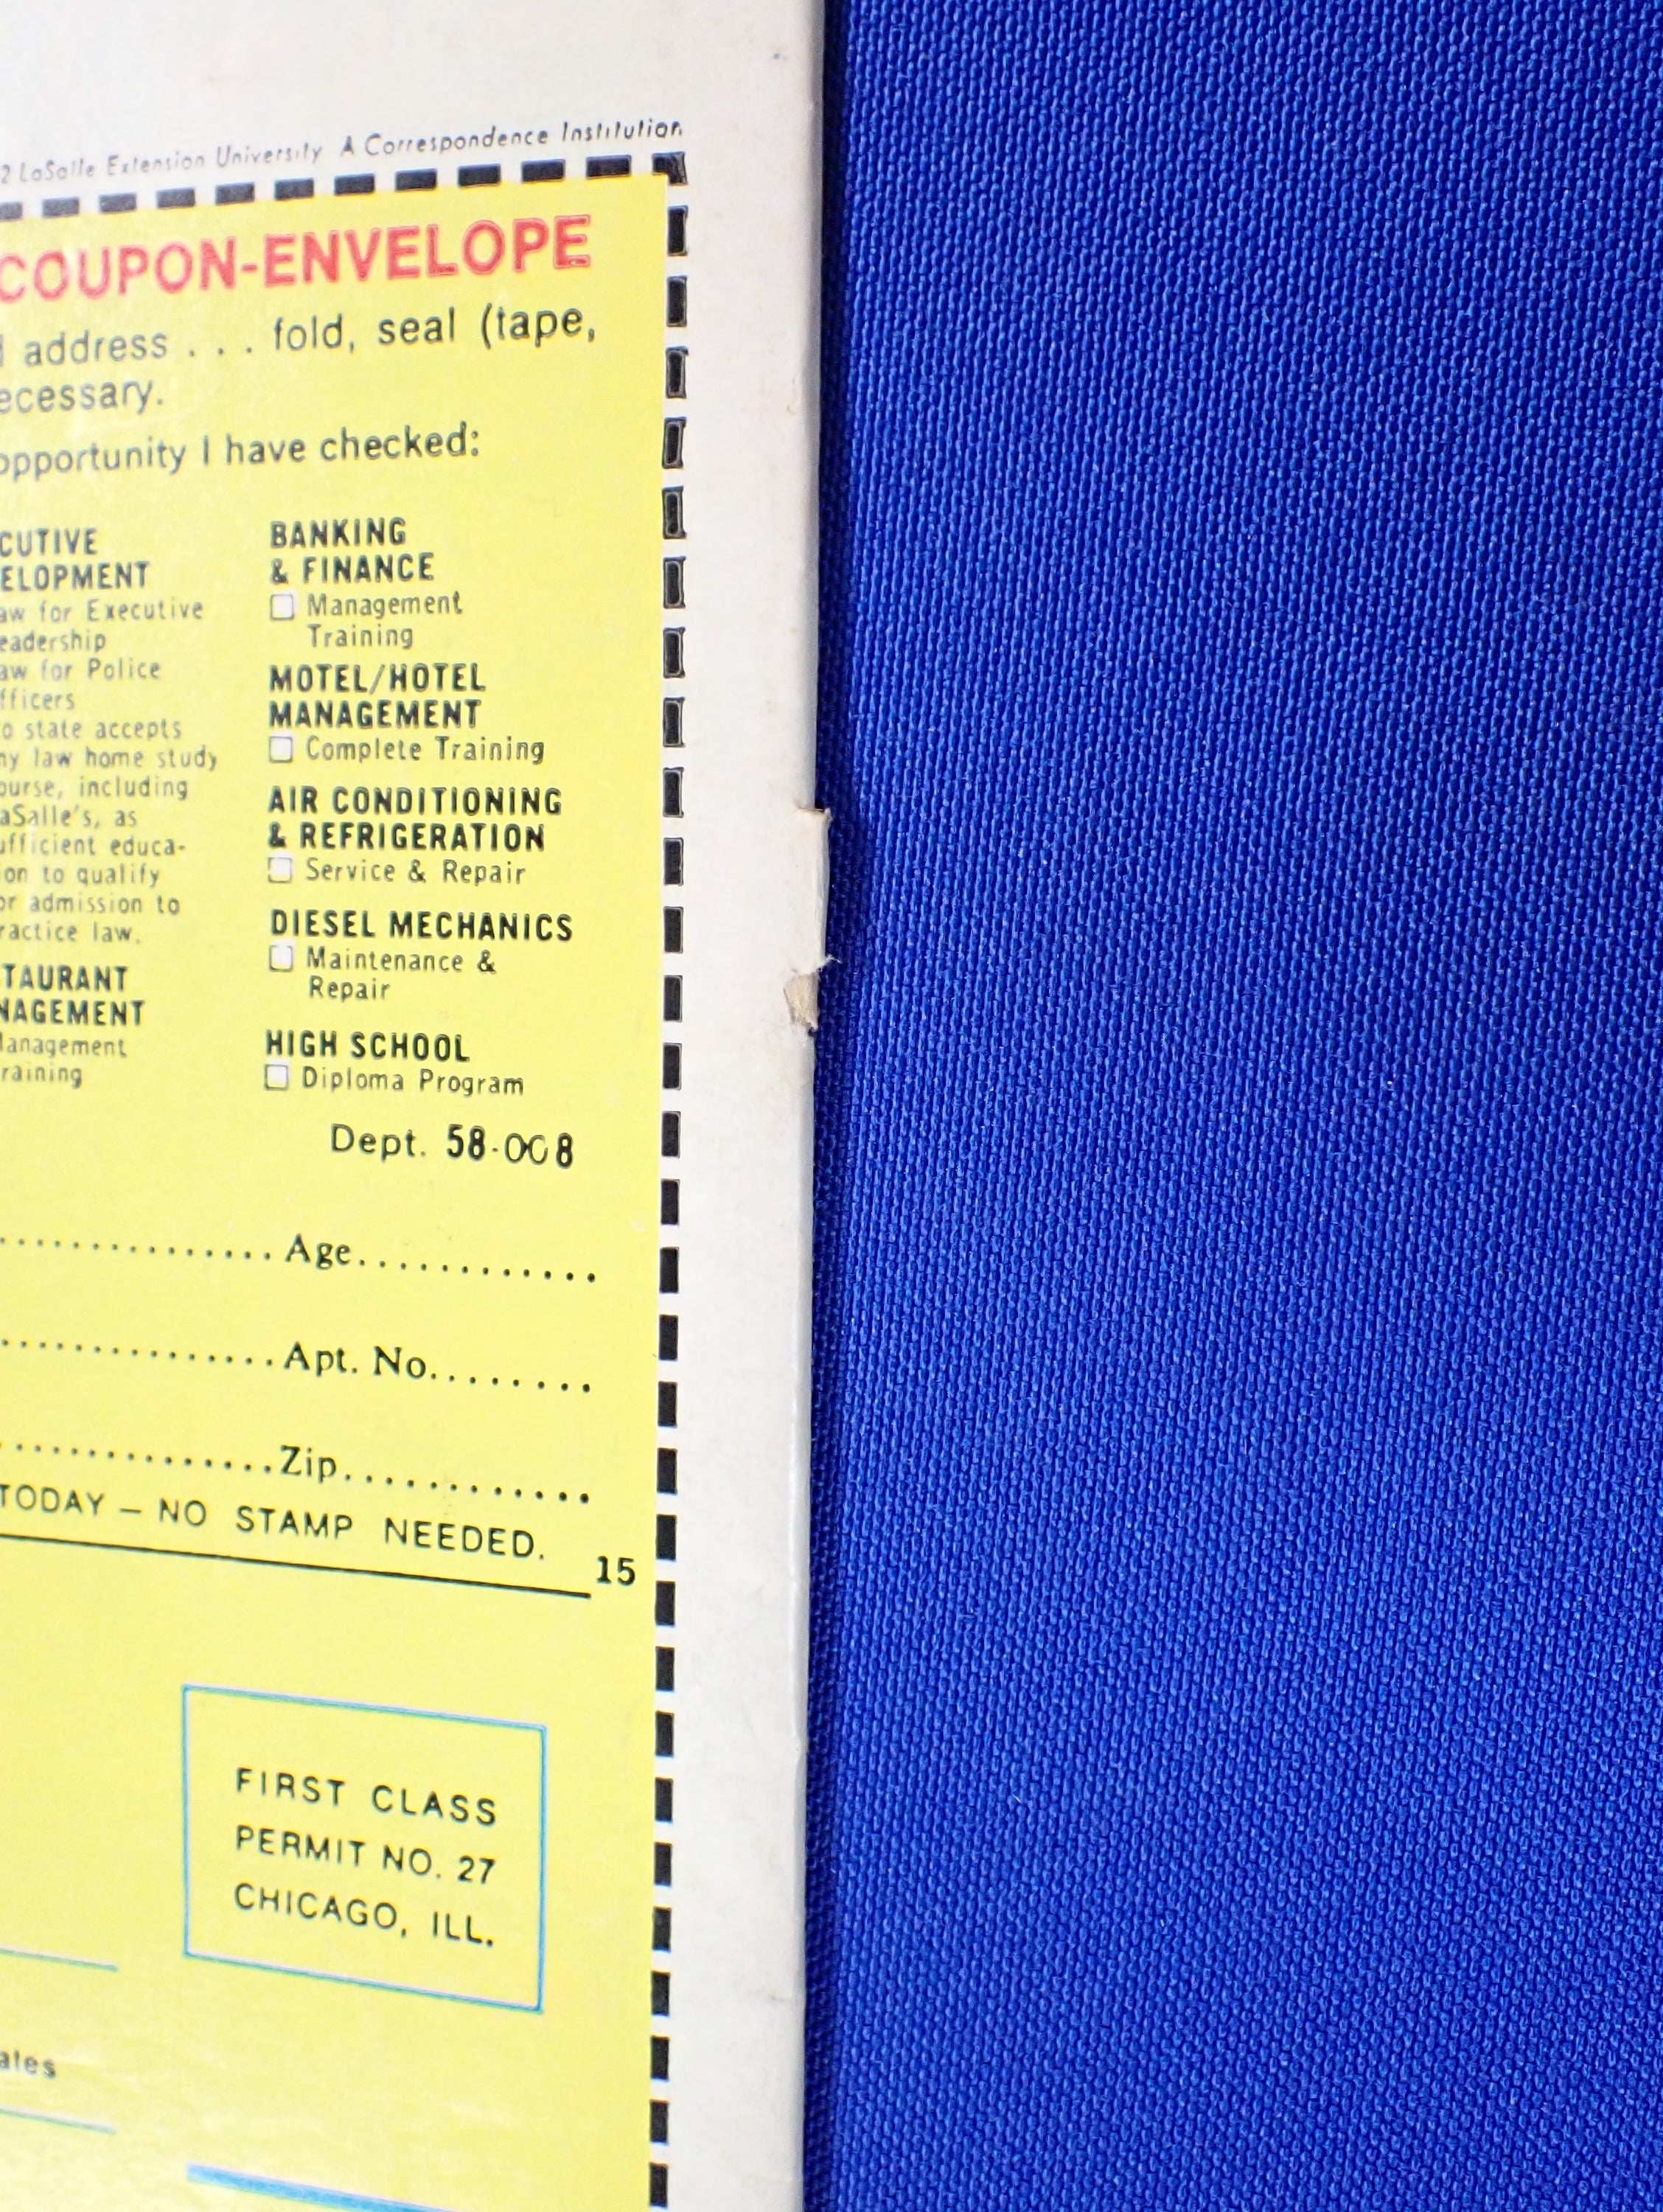 2 LaSalle Extension University A Correspondence Institution
COUPON-ENVELOPE
address . . . fold, seal (tape,
ecessary.
opportunity I have checked:
CUTIVE
ELOPMENT
aw for Executive
eadership
aw for Police
fficers
o state accepts
ny law home study
ourse, including
aSalle's, as
ufficient educa-
on to qualify
or admission to
ractice law.
TAURANT
NAGEMENT
anagement
raining
BANKING
& FINANCE
Management
Training
MOTEL/HOTEL
MANAGEMENT
Complete Training
AIR CONDITIONING
& REFRIGERATION
Service & Repair
DIESEL MECHANICS
Maintenance &
Repair
HIGH SCHOOL
Diploma Program
Dept. 58-008
Age
Apt. No.
Zip
TODAY — NO STAMP NEEDED.
15
FIRST CLASS
PERMIT NO. 27
CHICAGO, ILL.
ates